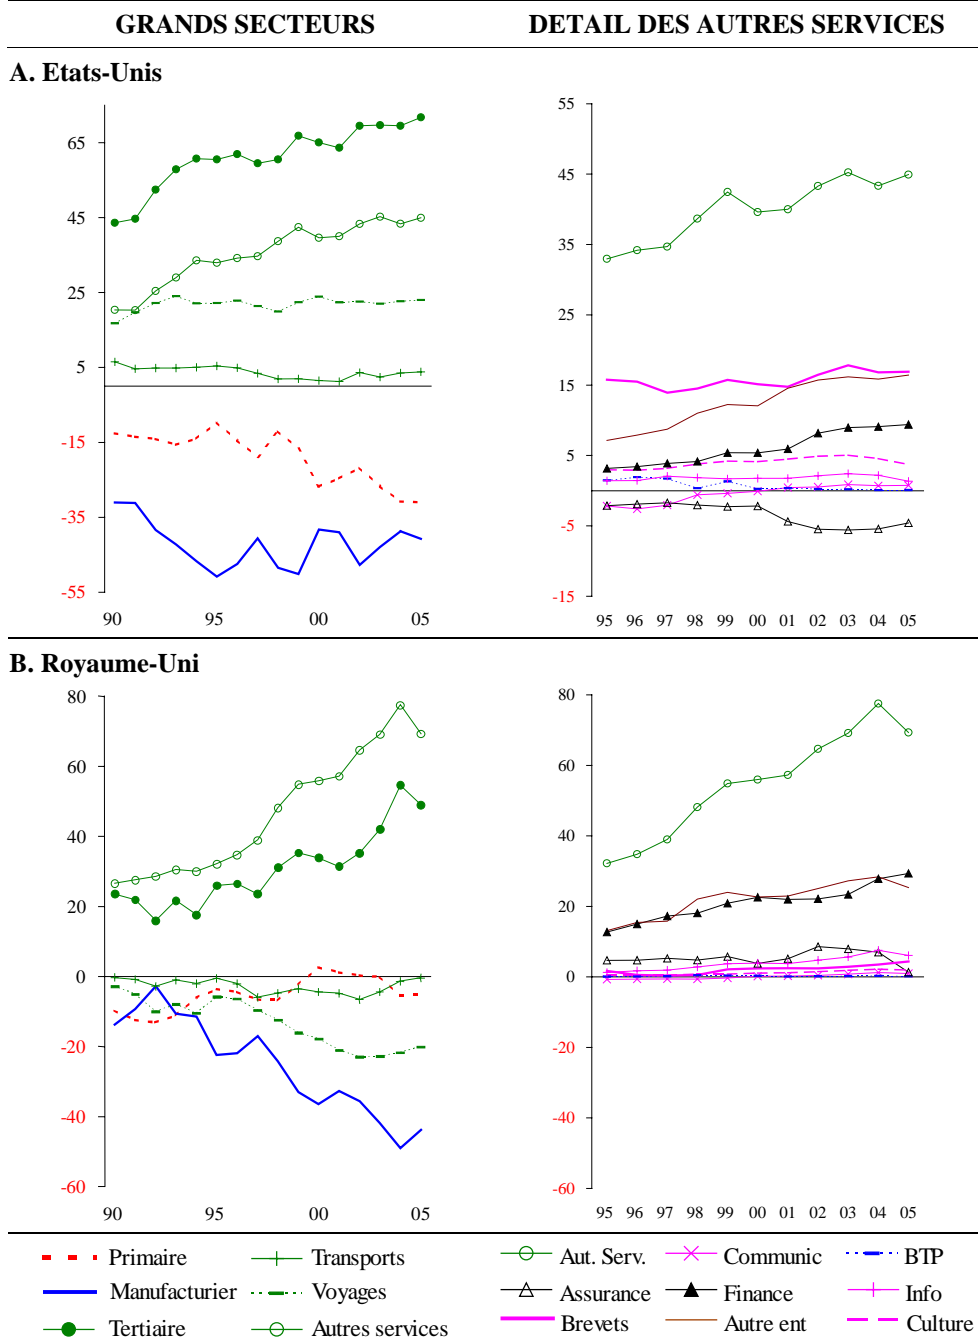 GRANDS SECTEURS
DETAIL DES AUTRES SERVICES
A. Etats-Unis
65
45
25
5
-15
-35
-55
90 95 00 05
55
45
35
25
15
5
-5
-15
95 96 97 98 99 00 01 02 03 04 05
B. Royaume-Uni
80
60
40
20
0
-20
-40
-60
90 95 00 05
80
60
40
20
0
-20
-40
-60
95 96 97 98 99 00 01 02 03 04 05
Primaire
Transports
Manufacturier
Voyages
Tertiaire
Autres services
Aut. Serv.
Communic
BTP
Assurance
Finance
Info
Brevets
Autre ent
Culture